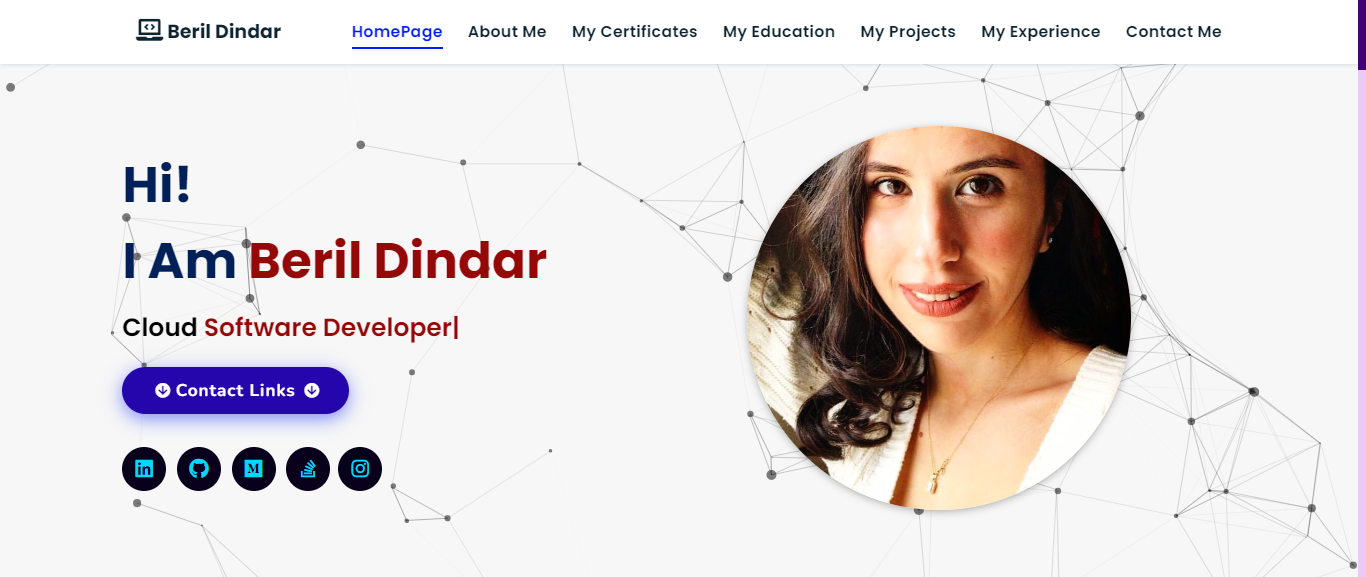 Beril Dindar HomePage About Me My Certificates My Education My Projects My Experience Contact Me
Hi!
I Am Beril Dindar
Cloud Software Developer|
Contact Links
in M